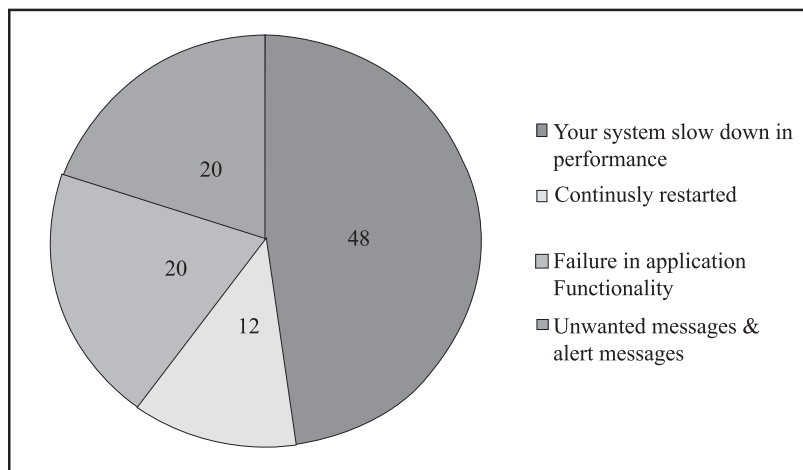 20
48
20
12
Your system slow down in
performance
Continusly restarted
Failure in application
Functionality
Unwanted messages &
alert messages